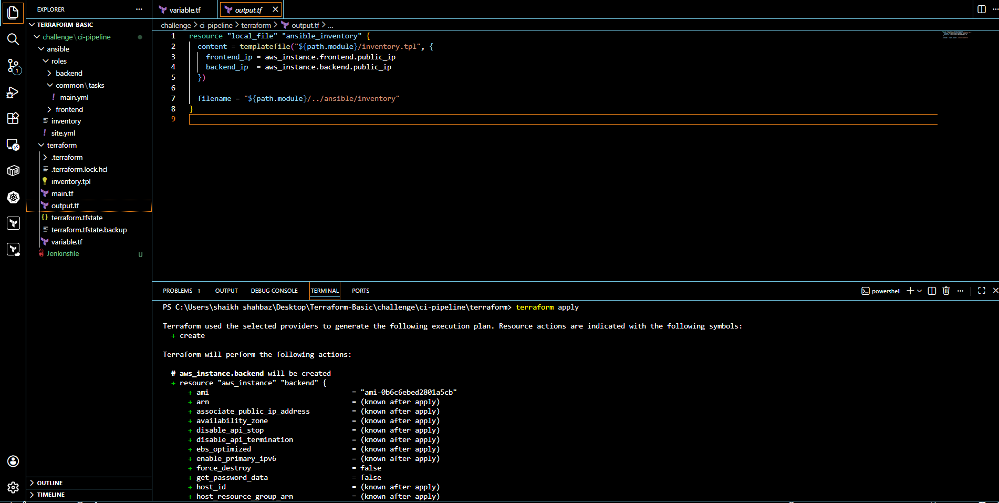 EXPLORER
TERRAFORM-BASIC
challenge\ci-pipeline
ansible
roles
backend
common\tasks
! main.yml
frontend
inventory
! site.yml
terraform
.terraform
.terraform.lock.hcl
inventory.tpl
main.tf
output.tf
{} terraform.tfstate
terraform.tfstate.backup
variable.tf
Jenkinsfile U
OUTLINE
TIMELINE
1
variable.tf
output.tf
challenge > ci-pipeline > terraform > output.tf > ...
1 resource "local_file" "ansible_inventory" {
2 content = templatefile("${path.module}/inventory.tpl", {
3 frontend_ip = aws_instance.frontend.public_ip
4 backend_ip  = aws_instance.backend.public_ip
5 })
6
7 filename = "${path.module}/../ansible/inventory"
8 }
9
PROBLEMS 1 OUTPUT DEBUG CONSOLE TERMINAL PORTS
powershell
PS C:\Users\shaikh shahbaz\Desktop\Terraform-Basic\challenge\ci-pipeline\terraform> terraform apply
Terraform used the selected providers to generate the following execution plan. Resource actions are indicated with the following symbols:
+ create
Terraform will perform the following actions:
# aws_instance.backend will be created
+ resource "aws_instance" "backend" {
+ ami = "ami-0b6c6ebed2801a5cb"
+ arn = (known after apply)
+ associate_public_ip_address = (known after apply)
+ availability_zone = (known after apply)
+ disable_api_stop = (known after apply)
+ disable_api_termination = (known after apply)
+ ebs_optimized = (known after apply)
+ enable_primary_ipv6 = (known after apply)
+ force_destroy = false
+ get_password_data = false
+ host_id = (known after apply)
+ host_resource_group_arn = (known after apply)